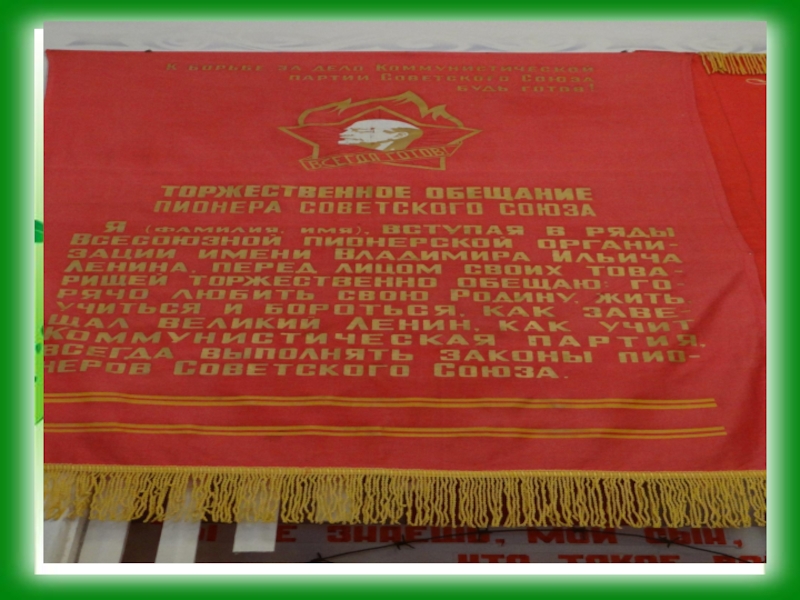 К борьбе за дело Коммунистической
партии Советского Союза
будь готов!
ВСЕГДА ГОТОВ!
ТОРЖЕСТВЕННОЕ ОБЕЩАНИЕ
ПИОНЕРА СОВЕТСКОГО СОЮЗА
Я (фамилия, имя), вступая в ряды
Всесоюзной пионерской органи-
зации имени Владимира Ильича
Ленина, перед лицом своих това-
рищей торжественно обещаю: го-
рячо любить свою Родину, жить,
учиться и бороться, как заве-
щал великий Ленин, как учит
Коммунистическая партия,
всегда выполнять законы пио-
неров Советского Союза.
Е ЗНАЕШЬ, МОЙ СЫН,
ЧТО ТАКОЕ